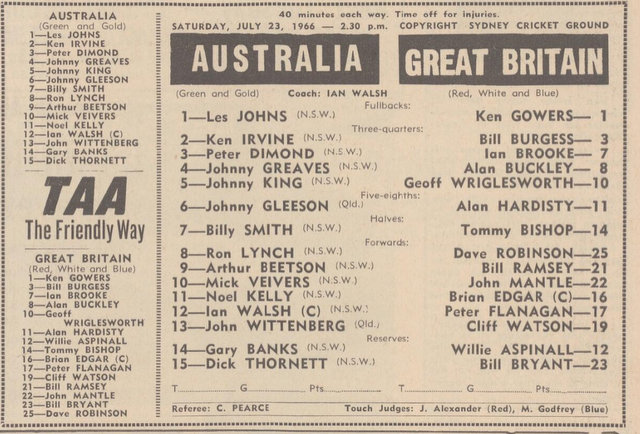 AUSTRALIA
(Green and Gold)
1—Les JOHNS
2—Ken IRVINE
3—Peter DIMOND
4—Johnny GREAVES
5—Johnny KING
6—Johnny GLEESON
7—Billy SMITH
8—Ron LYNCH
9—Arthur BEETSON
10—Mick VEIVERS
11—Noel KELLY
12—Ian WALSH (C)
13—John WITTENBERG
14—Gary BANKS
15—Dick THORNETT
TAA
The Friendly Way
GREAT BRITAIN
(Red, White and Blue)
1—Ken GOWERS
3—Bill BURGESS
7—Ian BROOKE
8—Alan BUCKLEY
10—Geoff
WRIGLESWORTH
11—Alan HARDISTY
12—Willie ASPINALL
14—Tommy BISHOP
16—Brian EDGAR (C)
17—Peter FLANAGAN
19—Cliff WATSON
21—Bill RAMSEY
22—John MANTLE
23—Bill BRYANT
25—Dave ROBINSON
40 minutes each way. Time off for injuries.
SATURDAY, JULY 23, 1966 — 2.30 p.m. COPYRIGHT SYDNEY CRICKET GROUND
AUSTRALIA GREAT BRITAIN
(Green and Gold) Coach: IAN WALSH (Red, White and Blue)
Fullbacks:
1—Les JOHNS (N.S.W.) Ken GOWERS— 1
Three-quarters:
2—Ken IRVINE (N.S.W.) Bill BURGESS— 3
3—Peter DIMOND (N.S.W.) Ian BROOKE— 7
4—Johnny GREAVES (N.S.W.) Alan BUCKLEY— 8
5—Johnny KING (N.S.W.) Geoff WRIGLESWORTH—10
Five-eighths:
6—Johnny GLEESON (Qld.) Alan HARDISTY—11
Halves:
7—Billy SMITH (N.S.W.) Tommy BISHOP—14
Forwards:
8—Ron LYNCH (N.S.W.) Dave ROBINSON—25
9—Arthur BEETSON (N.S.W.) Bill RAMSEY—21
10—Mick VEIVERS (N.S.W.) John MANTLE—22
11—Noel KELLY (N.S.W.) Brian EDGAR (C)—16
12—Ian WALSH (C) (N.S.W.) Peter FLANAGAN—17
13—John WITTENBERG (Qld.) Cliff WATSON—19
Reserves:
14—Gary BANKS (N.S.W.) Willie ASPINALL—12
15—Dick THORNETT (N.S.W.) Bill BRYANT—23
T............ G............ Pts............ T............ G............ Pts............
Referee: C. PEARCE Touch Judges: J. Alexander (Red), M. Godfrey (Blue)